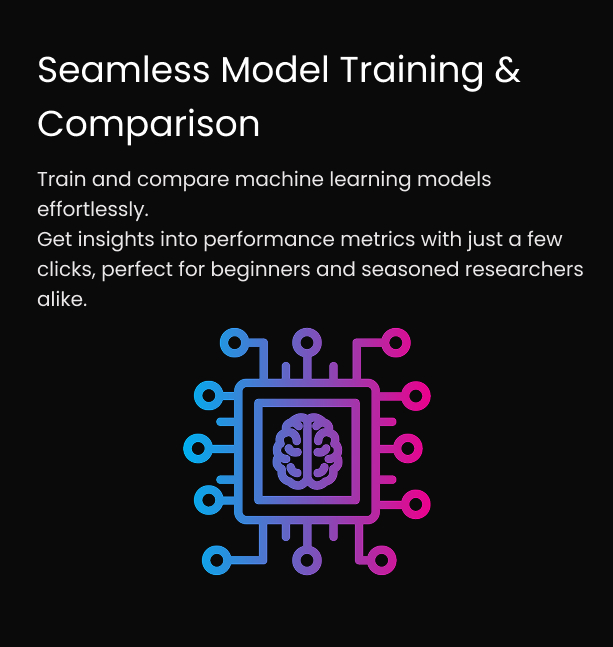 Seamless Model Training &
Comparison
Train and compare machine learning models
effortlessly.
Get insights into performance metrics with just a few
clicks, perfect for beginners and seasoned researchers
alike.